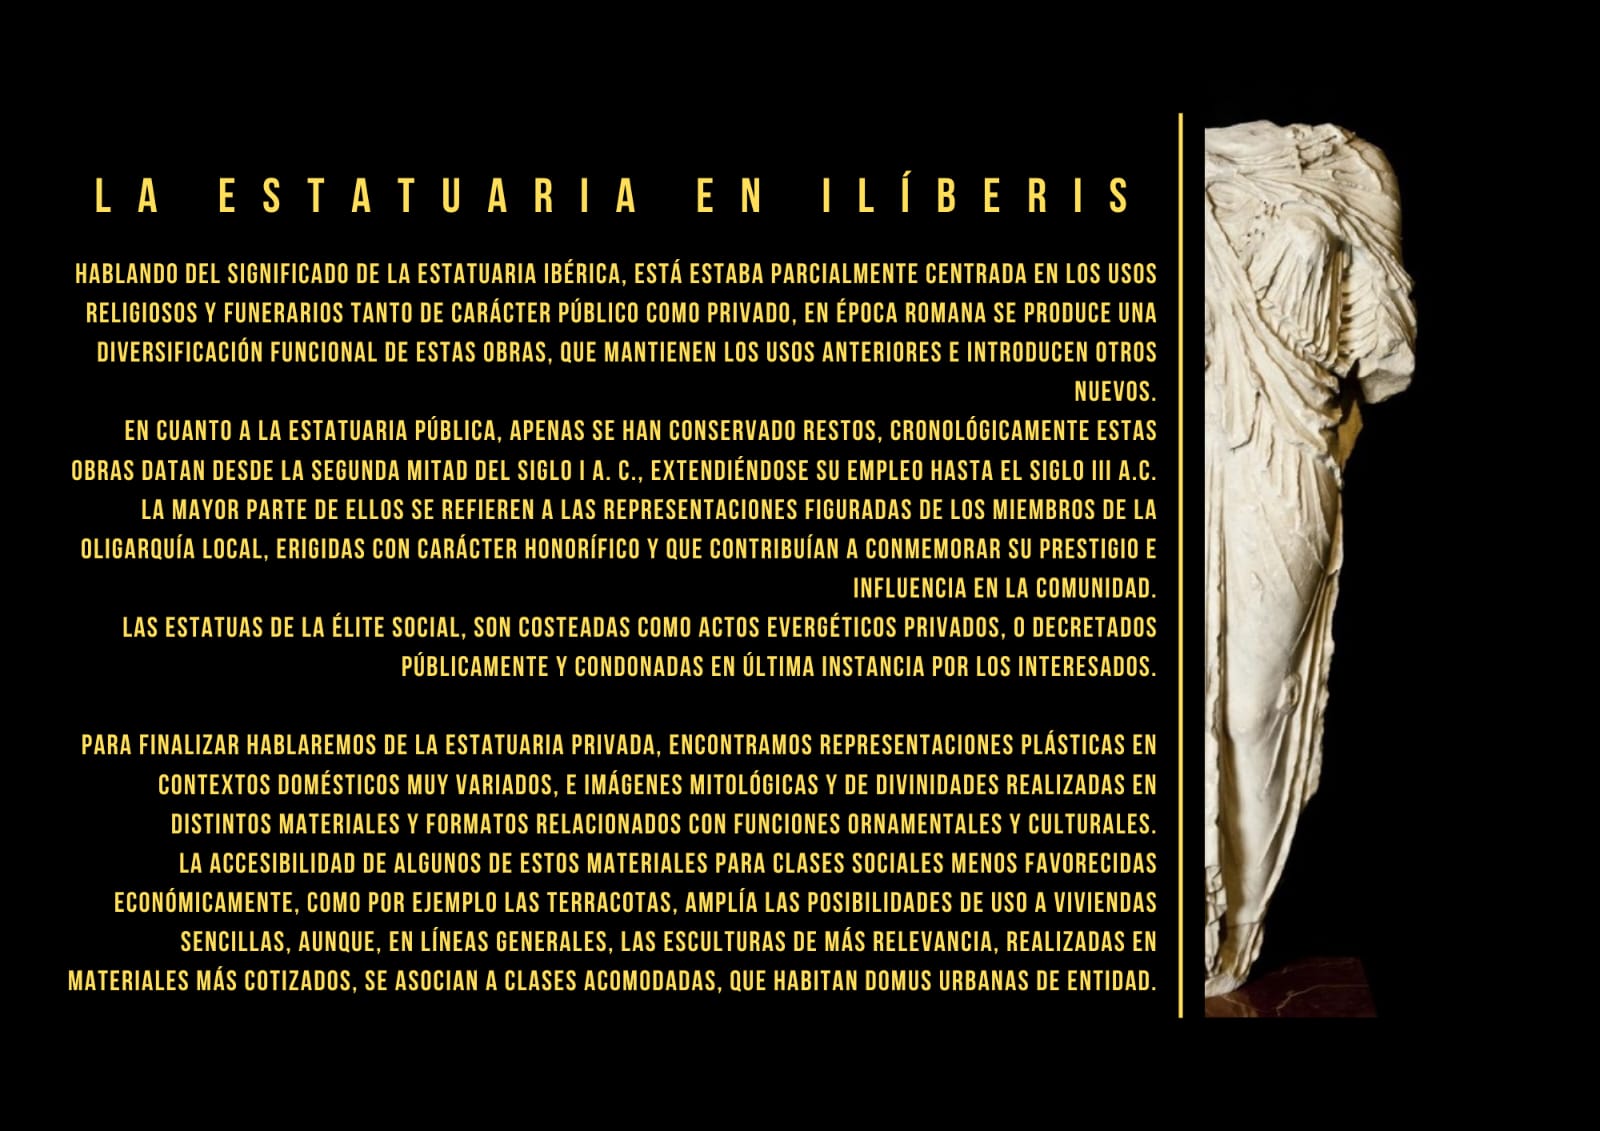 LA ESTATUARIA EN ILÍBERIS
HABLANDO DEL SIGNIFICADO DE LA ESTATUARIA IBÉRICA, ESTÁ ESTABA PARCIALMENTE CENTRADA EN LOS USOS
RELIGIOSOS Y FUNERARIOS TANTO DE CARÁCTER PÚBLICO COMO PRIVADO, EN ÉPOCA ROMANA SE PRODUCE UNA
DIVERSIFICACIÓN FUNCIONAL DE ESTAS OBRAS, QUE MANTIENEN LOS USOS ANTERIORES E INTRODUCEN OTROS
NUEVOS.
EN CUANTO A LA ESTATUARIA PÚBLICA, APENAS SE HAN CONSERVADO RESTOS, CRONOLÓGICAMENTE ESTAS
OBRAS DATAN DESDE LA SEGUNDA MITAD DEL SIGLO I A. C., EXTENDIÉNDOSE SU EMPLEO HASTA EL SIGLO III A.C.
LA MAYOR PARTE DE ELLOS SE REFIEREN A LAS REPRESENTACIONES FIGURADAS DE LOS MIEMBROS DE LA
OLIGARQUÍA LOCAL, ERIGIDAS CON CARÁCTER HONORÍFICO Y QUE CONTRIBUÍAN A CONMEMORAR SU PRESTIGIO E
INFLUENCIA EN LA COMUNIDAD.
LAS ESTATUAS DE LA ÉLITE SOCIAL, SON COSTEADAS COMO ACTOS EVERGÉTICOS PRIVADOS, O DECRETADOS
PÚBLICAMENTE Y CONDONADAS EN ÚLTIMA INSTANCIA POR LOS INTERESADOS.
PARA FINALIZAR HABLAREMOS DE LA ESTATUARIA PRIVADA, ENCONTRAMOS REPRESENTACIONES PLÁSTICAS EN
CONTEXTOS DOMÉSTICOS MUY VARIADOS, E IMÁGENES MITOLÓGICAS Y DE DIVINIDADES REALIZADAS EN
DISTINTOS MATERIALES Y FORMATOS RELACIONADOS CON FUNCIONES ORNAMENTALES Y CULTURALES.
LA ACCESIBILIDAD DE ALGUNOS DE ESTOS MATERIALES PARA CLASES SOCIALES MENOS FAVORECIDAS
ECONÓMICAMENTE, COMO POR EJEMPLO LAS TERRACOTAS, AMPLÍA LAS POSIBILIDADES DE USO A VIVIENDAS
SENCILLAS, AUNQUE, EN LÍNEAS GENERALES, LAS ESCULTURAS DE MÁS RELEVANCIA, REALIZADAS EN
MATERIALES MÁS COTIZADOS, SE ASOCIAN A CLASES ACOMODADAS, QUE HABITAN DOMUS URBANAS DE ENTIDAD.